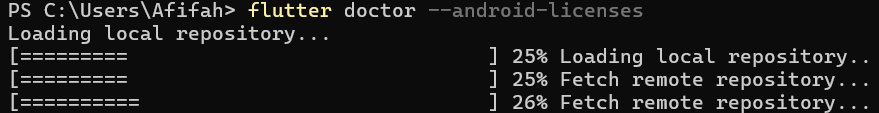 PS C:\Users\Afifah> flutter doctor --android-licenses
Loading local repository...
[=========                              ] 25% Loading local repository..
[=========                              ] 25% Fetch remote repository...
[==========                             ] 26% Fetch remote repository...